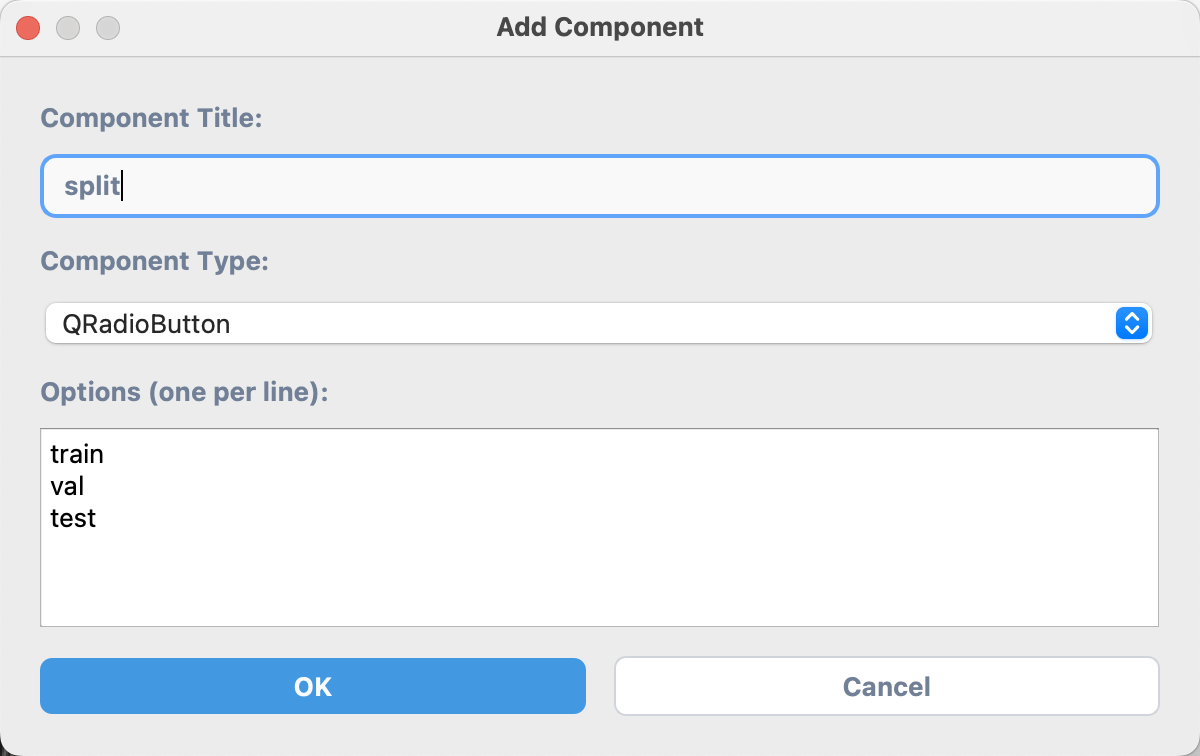 Add Component
Component Title:
split
Component Type:
QRadioButton
Options (one per line):
train
val
test
OK
Cancel